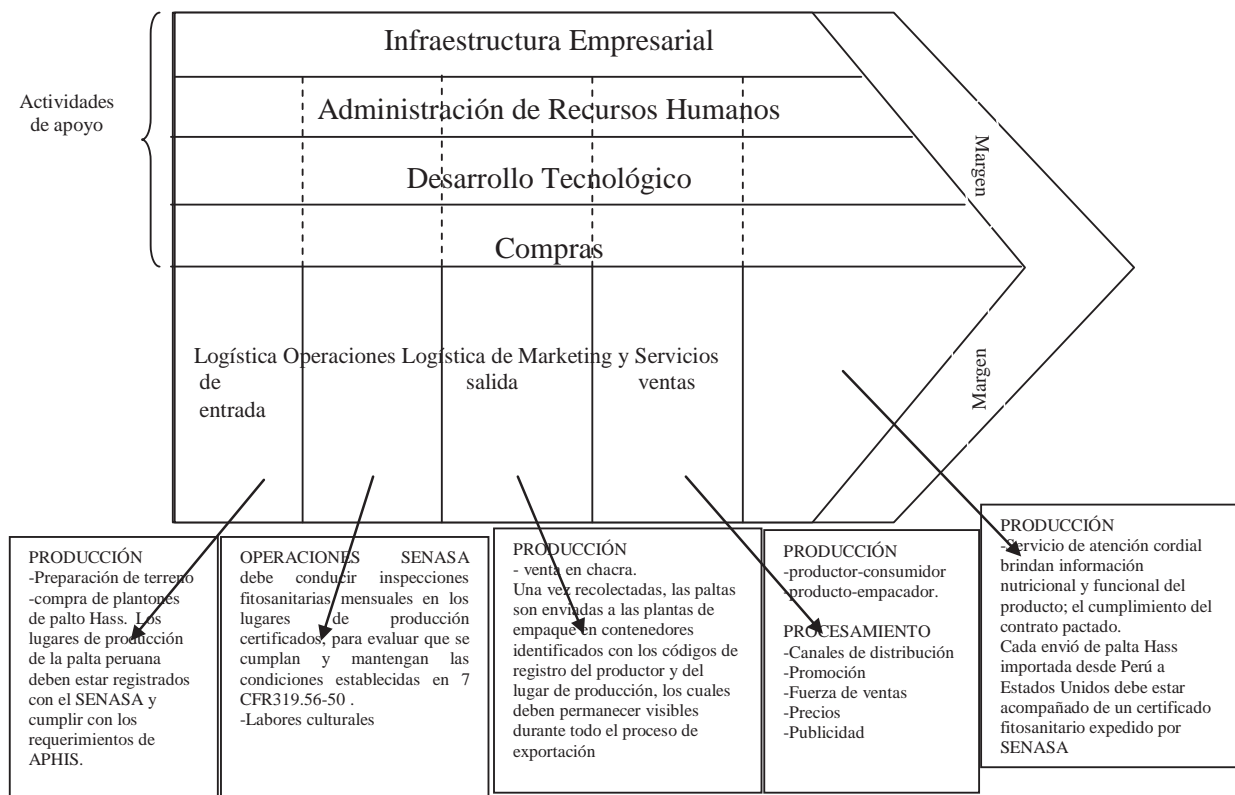 Infraestructura Empresarial
Actividades
de apoyo
Administración de Recursos Humanos
Desarrollo Tecnológico
Compras
Margen
Margen
Logística Operaciones Logística de Marketing y Servicios
de salida ventas
entrada
PRODUCCIÓN
-Preparación de terreno
-compra de plantones
de palto Hass. Los
lugares de producción
de la palta peruana
deben estar registrados
con el SENASA y
cumplir con los
requerimientos de
APHIS.
OPERACIONES SENASA
debe conducir inspecciones
fitosanitarias mensuales en los
lugares de producción
certificados, para evaluar que se
cumplan y mantengan las
condiciones establecidas en 7
CFR319.56-50 .
-Labores culturales
PRODUCCIÓN
- venta en chacra.
Una vez recolectadas, las paltas
son enviadas a las plantas de
empaque en contenedores
identificados con los códigos de
registro del productor y del
lugar de producción, los cuales
deben permanecer visibles
durante todo el proceso de
exportación
PRODUCCIÓN
-productor-consumidor
-producto-empacador.
PROCESAMIENTO
-Canales de distribución
-Promoción
-Fuerza de ventas
-Precios
-Publicidad
PRODUCCIÓN
-Servicio de atención cordial
brindan información
nutricional y funcional del
producto; el cumplimiento del
contrato pactado.
Cada envió de palta Hass
importada desde Perú a
Estados Unidos debe estar
acompañado de un certificado
fitosanitario expedido por
SENASA